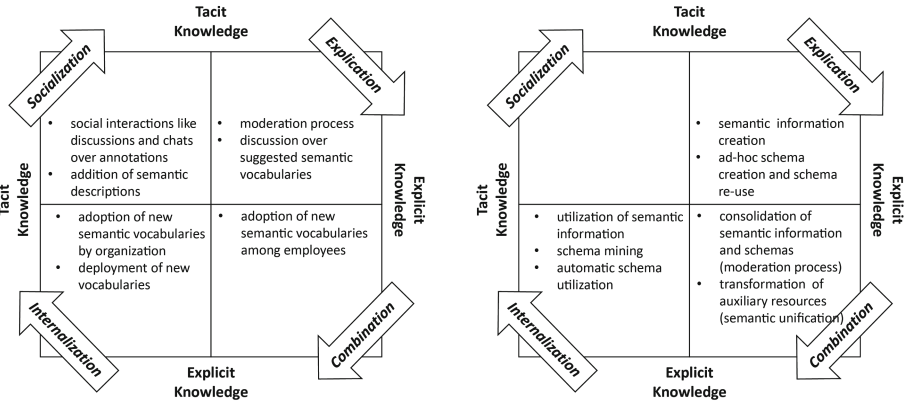 Tacit
Knowledge
Socialization
Explication
• social interactions like
discussions and chats
over annotations
• addition of semantic
descriptions
• moderation process
• discussion over
suggested semantic
vocabularies
Tacit
Knowledge
Explicit
Knowledge
• adoption of new
semantic vocabularies
by organization
• deployment of new
vocabularies
• adoption of new
semantic vocabularies
among employees
Internalization
Combination
Explicit
Knowledge
Tacit
Knowledge
Socialization
Explication
• semantic information
creation
• ad-hoc schema
creation and schema
re-use
Tacit
Knowledge
Explicit
Knowledge
• utilization of semantic
information
• schema mining
• automatic schema
utilization
• consolidation of
semantic information
and schemas
(moderation process)
• transformation of
auxiliary resources
(semantic unification)
Internalization
Combination
Explicit
Knowledge